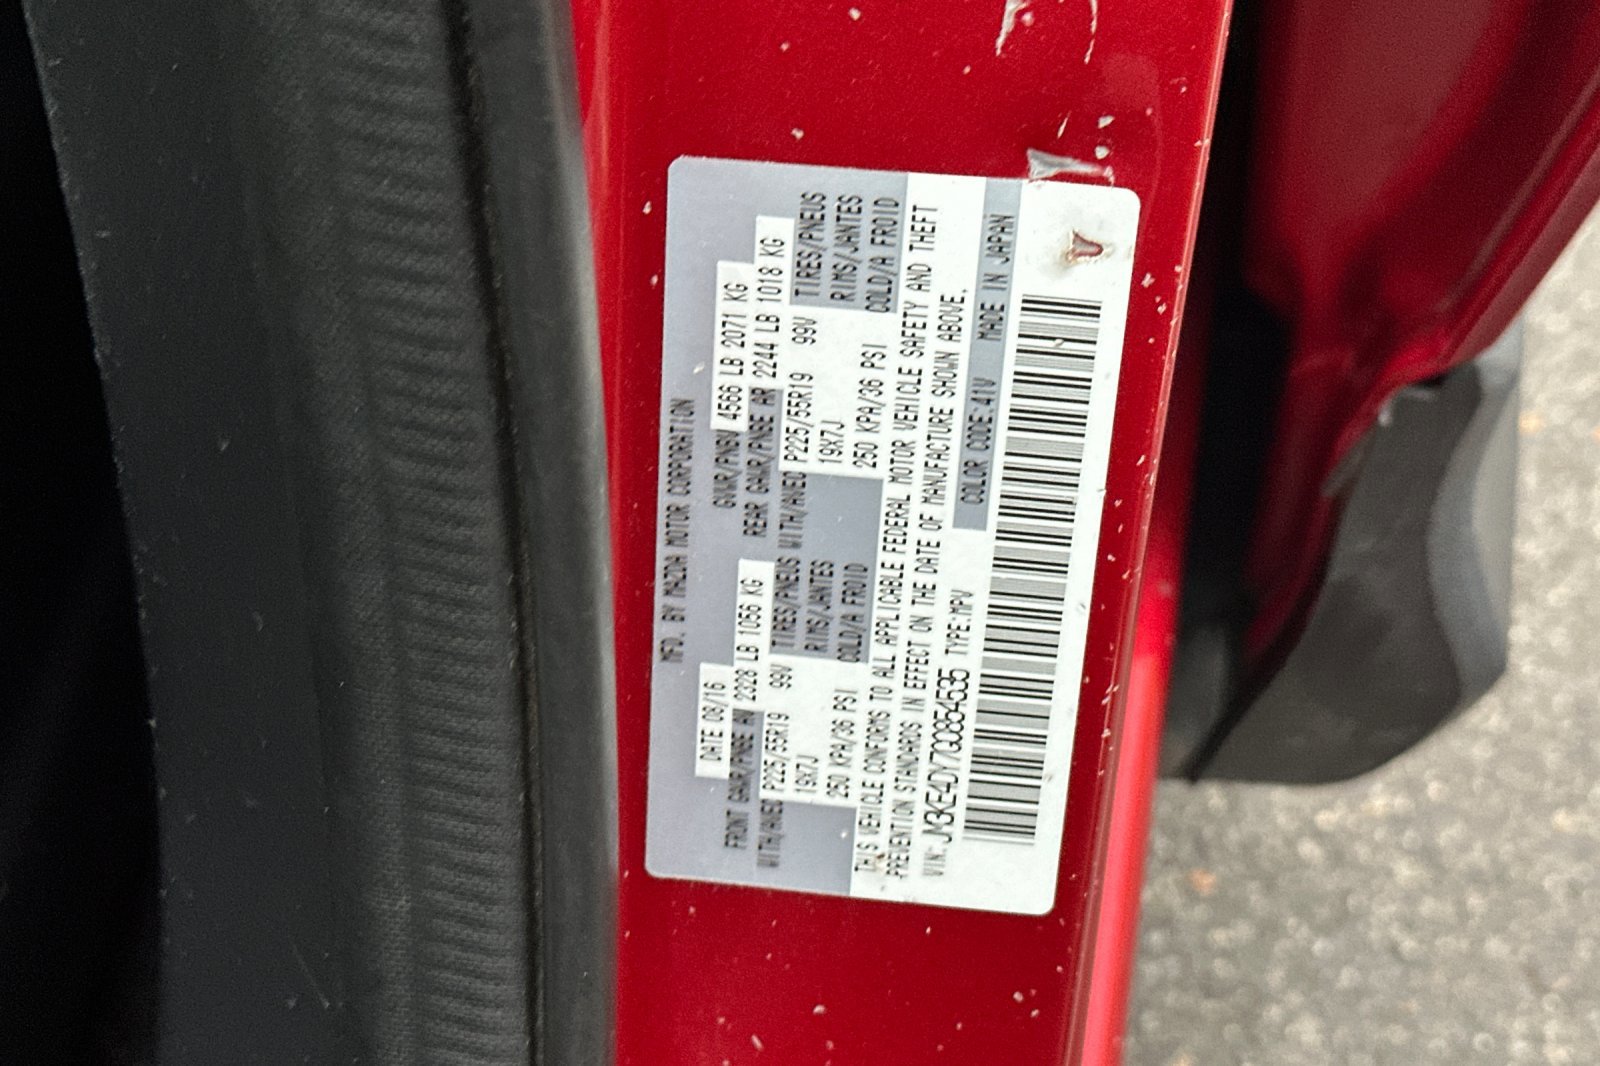 MFD. BY MAZDA MOTOR CORPORATION
DATE 08/16 GVWR/PNBV 4566 LB 2071 KG
FRONT GAWR/PNBE AV 2328 LB 1056 KG REAR GAWR/PNBE AR 2244 LB 1018 KG
WITH/AVEC P225/55R19 99V TIRES/PNEUS WITH/AVEC P225/55R19 99V TIRES/PNEUS
19X7J RIMS/JANTES 19X7J RIMS/JANTES
250 KPA/36 PSI COLD/A FROID 250 KPA/36 PSI COLD/A FROID
THIS VEHICLE CONFORMS TO ALL APPLICABLE FEDERAL MOTOR VEHICLE SAFETY AND THEFT
PREVENTION STANDARDS IN EFFECT ON THE DATE OF MANUFACTURE SHOWN ABOVE.
VIN: JM3KE4DY7G0854535 TYPE:MPV COLOR CODE:41V MADE IN JAPAN